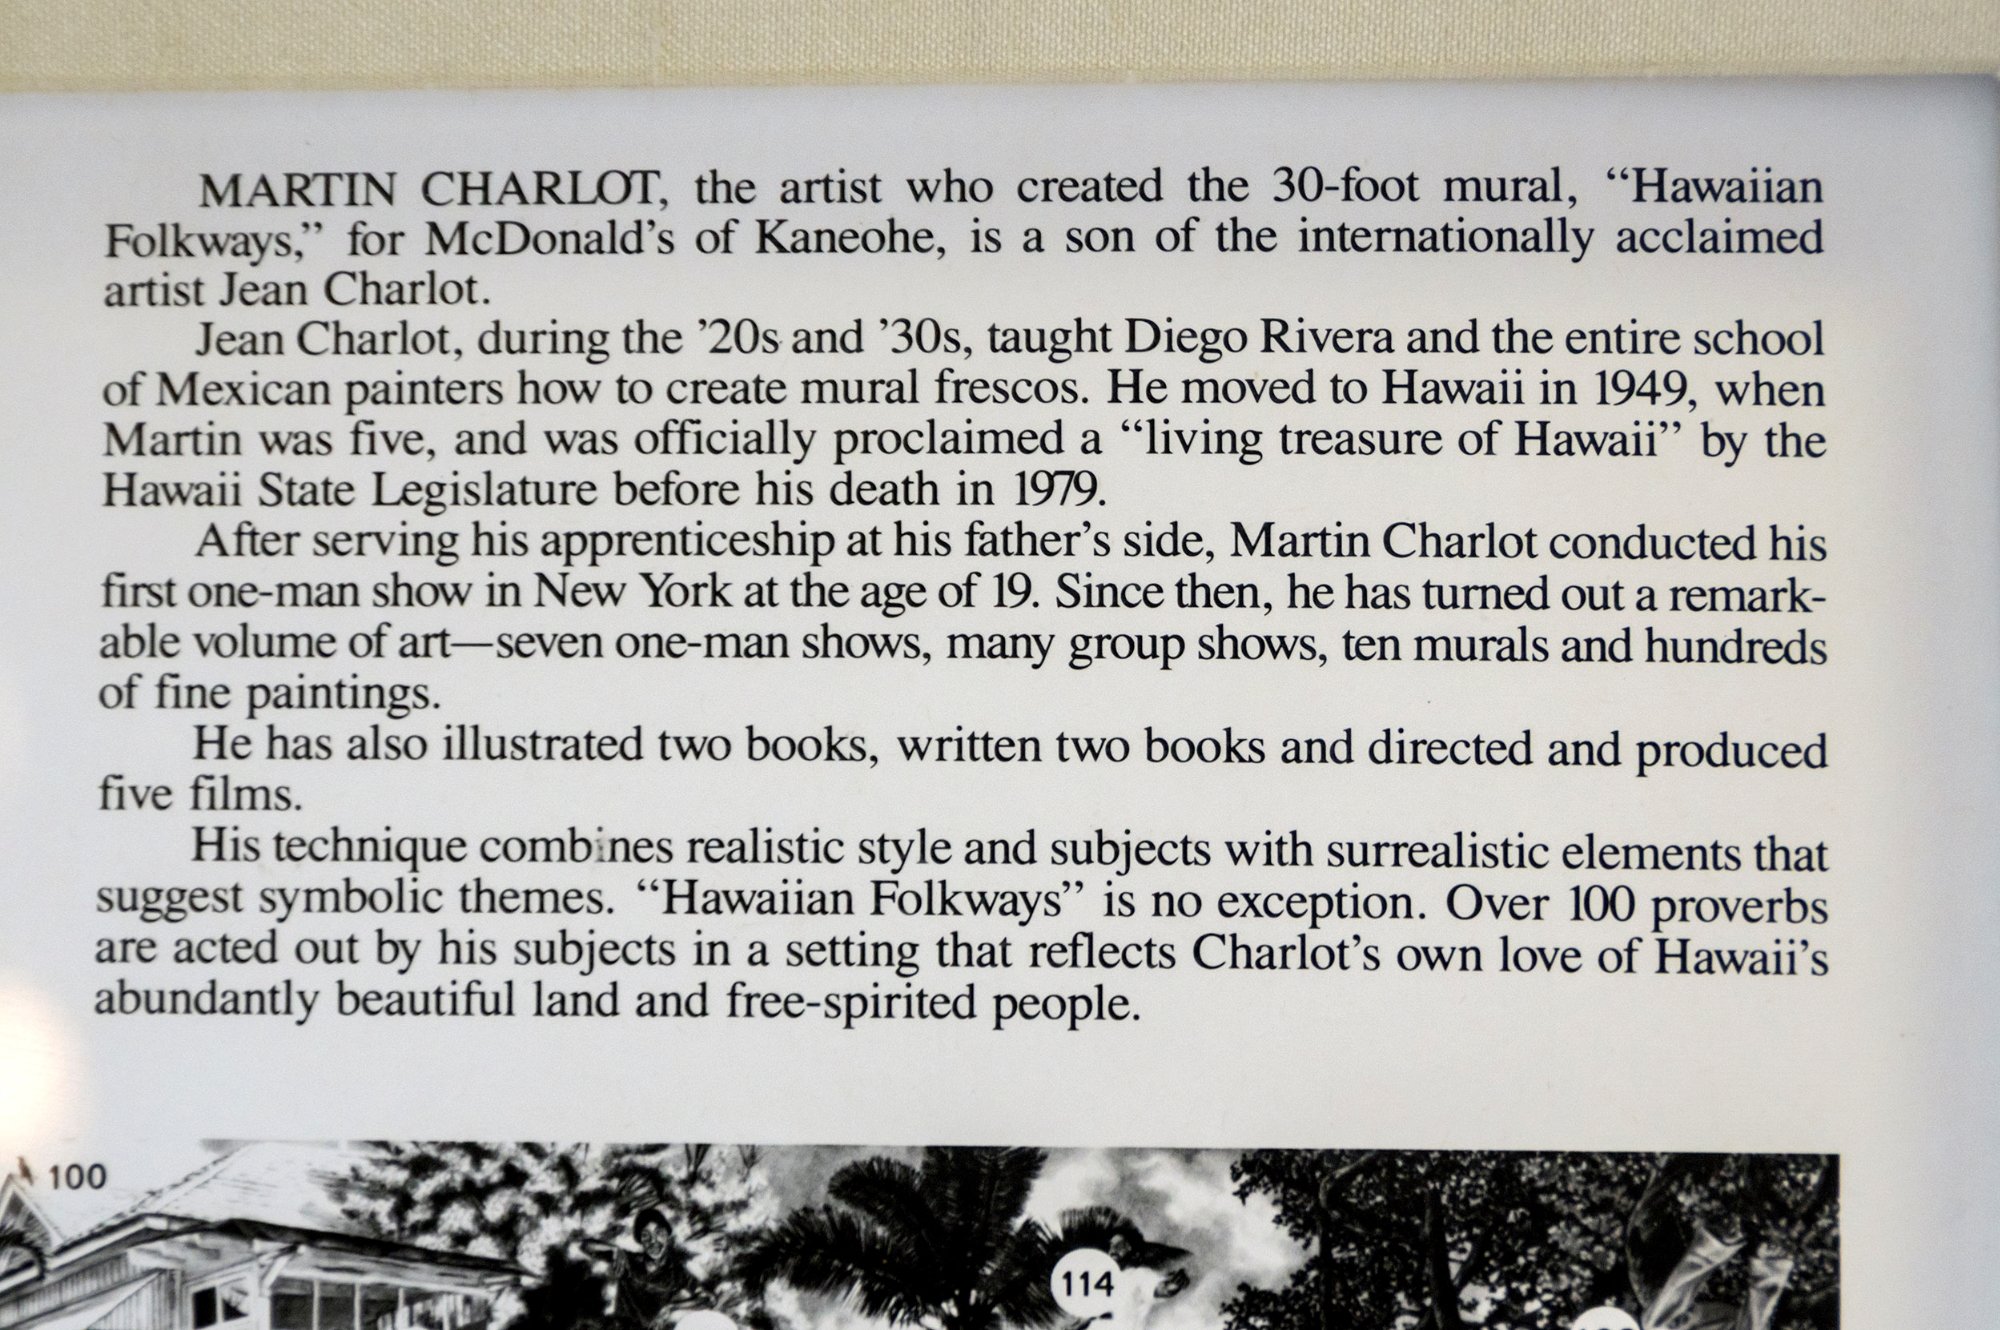 MARTIN CHARLOT, the artist who created the 30-foot mural, “Hawaiian
Folkways,” for McDonald’s of Kaneohe, is a son of the internationally acclaimed
artist Jean Charlot.
Jean Charlot, during the ’20s and ’30s, taught Diego Rivera and the entire school
of Mexican painters how to create mural frescos. He moved to Hawaii in 1949, when
Martin was five, and was officially proclaimed a “living treasure of Hawaii” by the
Hawaii State Legislature before his death in 1979.
After serving his apprenticeship at his father’s side, Martin Charlot conducted his
first one-man show in New York at the age of 19. Since then, he has turned out a remark-
able volume of art—seven one-man shows, many group shows, ten murals and hundreds
of fine paintings.
He has also illustrated two books, written two books and directed and produced
five films.
His technique combines realistic style and subjects with surrealistic elements that
suggest symbolic themes. “Hawaiian Folkways” is no exception. Over 100 proverbs
are acted out by his subjects in a setting that reflects Charlot’s own love of Hawaii’s
abundantly beautiful land and free-spirited people.
100
114